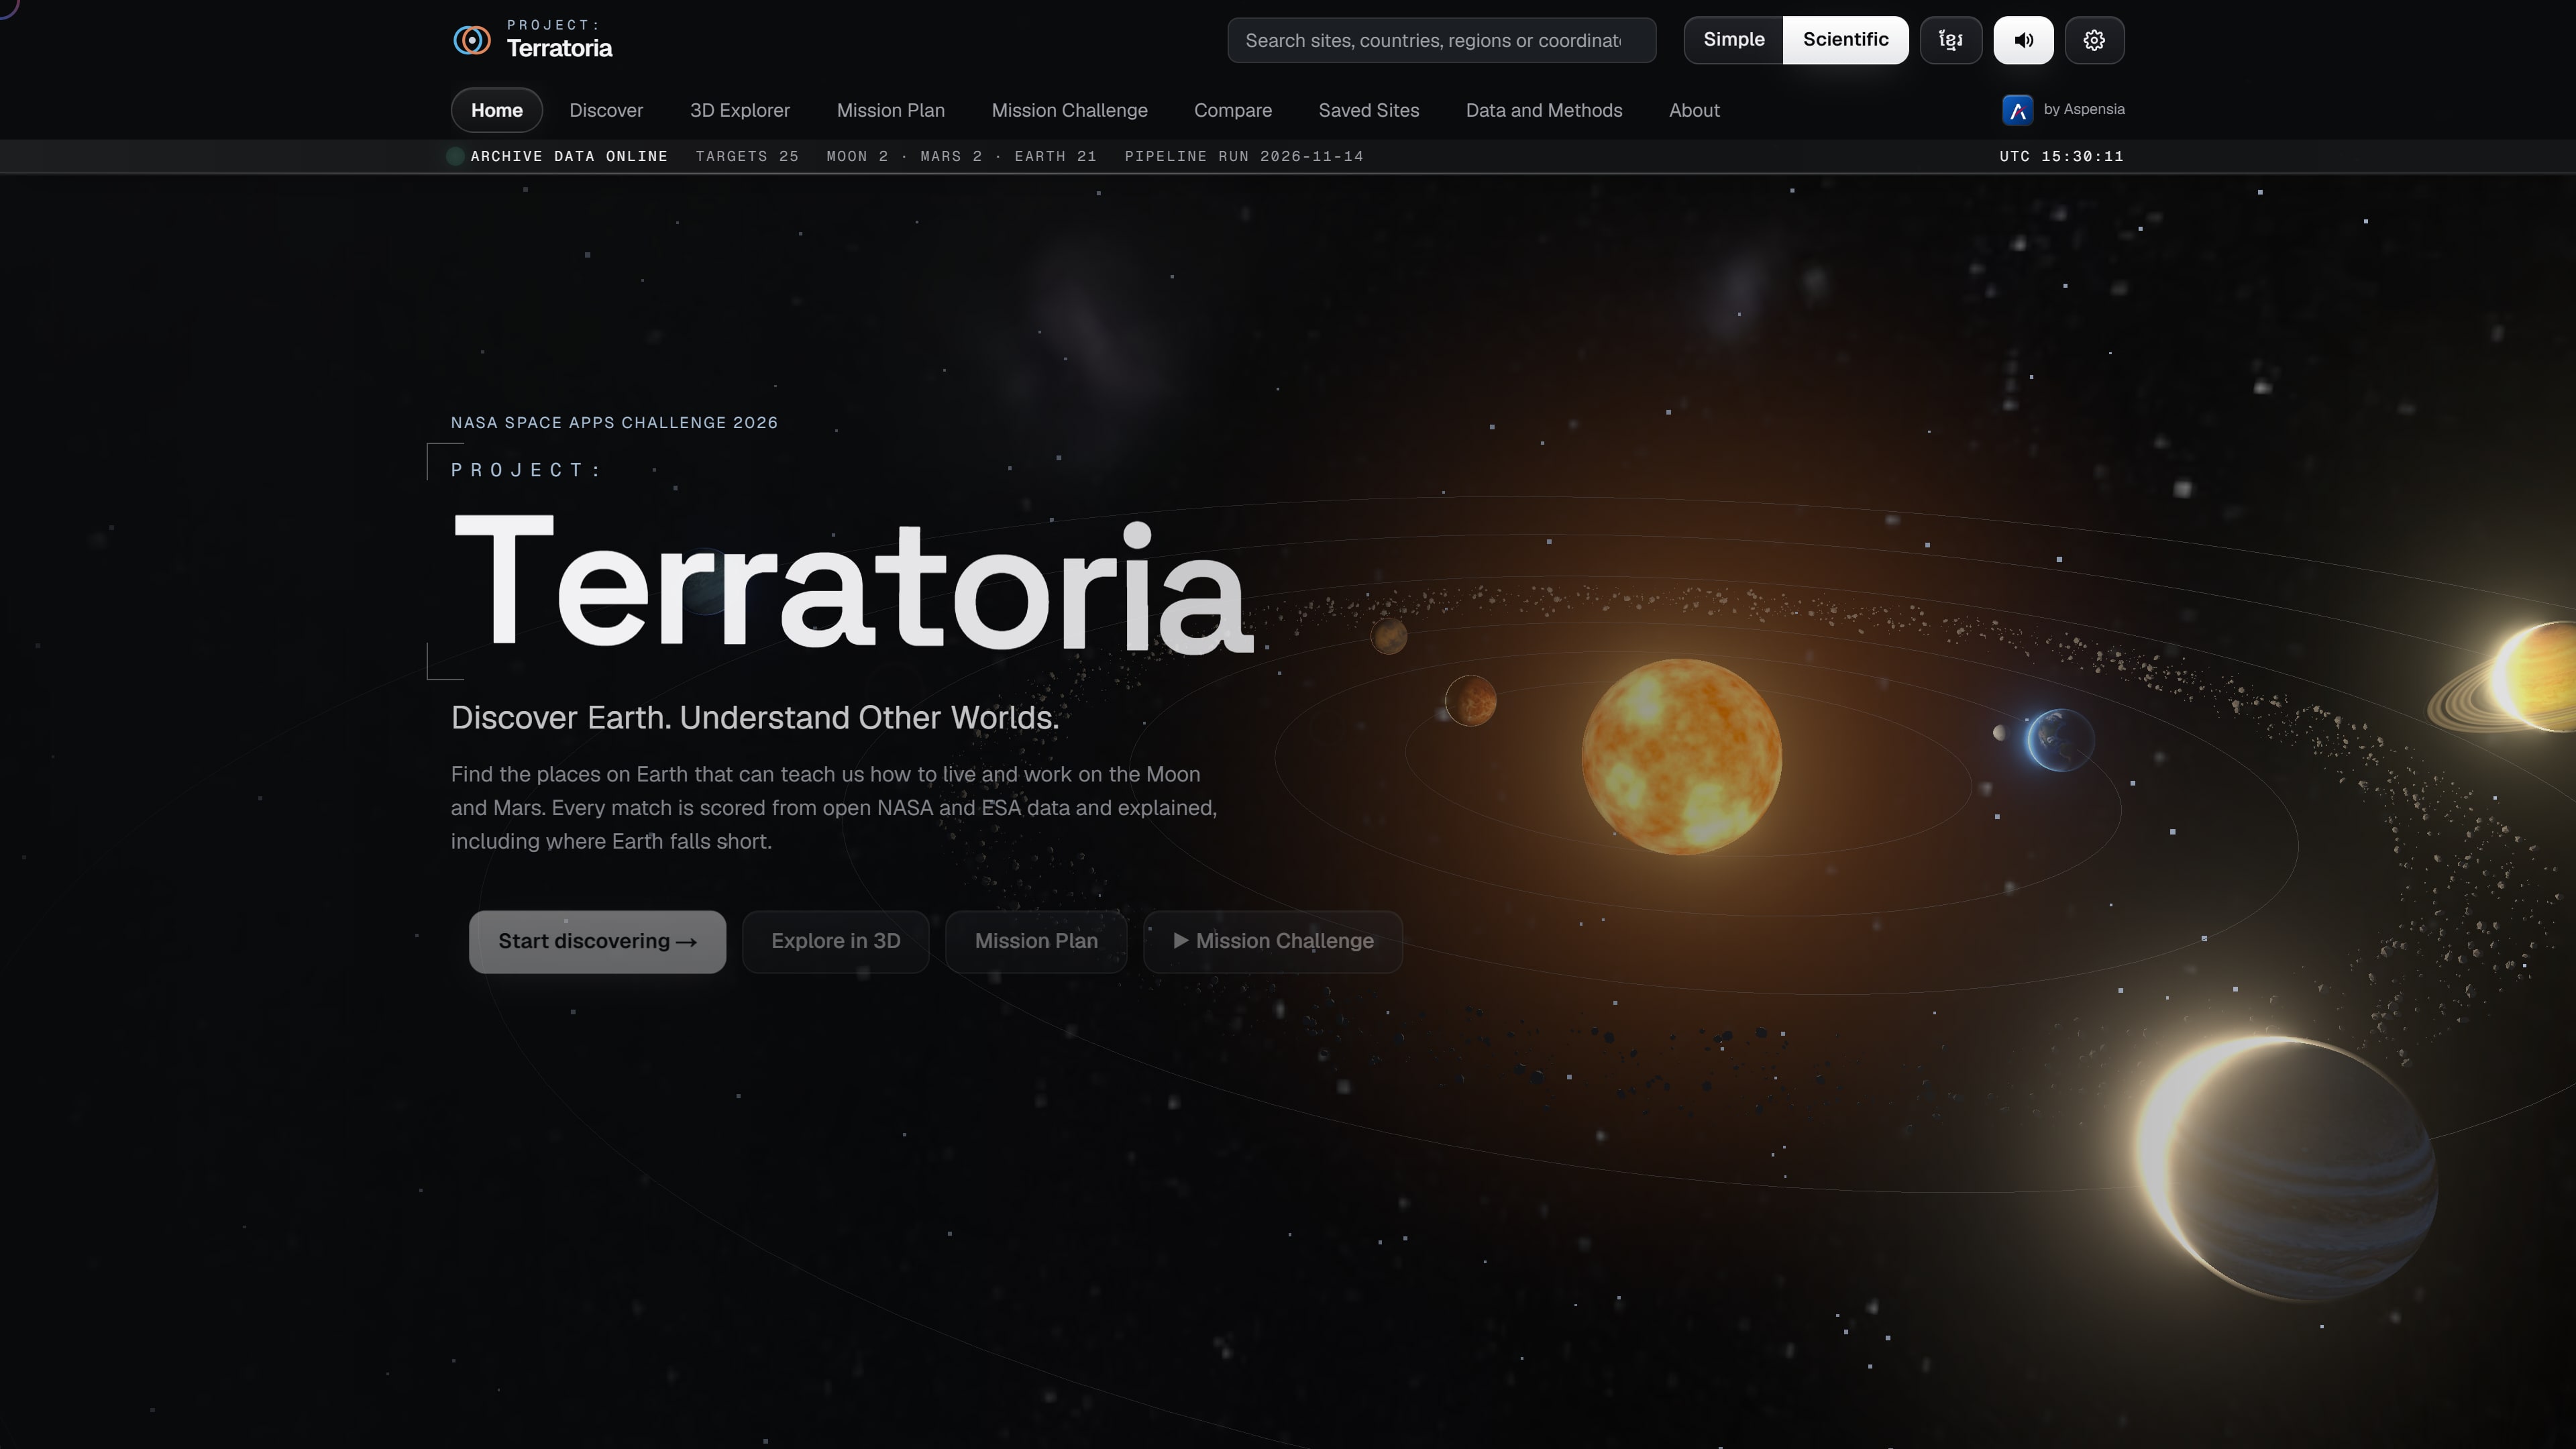 PROJECT:
Terratoria
Search sites, countries, regions or coordinat
Simple
Scientific
ខ្មែរ
Home
Discover
3D Explorer
Mission Plan
Mission Challenge
Compare
Saved Sites
Data and Methods
About
by Aspensia
ARCHIVE DATA ONLINE
TARGETS 25
MOON 2 · MARS 2 · EARTH 21
PIPELINE RUN 2026-11-14
UTC 15:30:11
NASA SPACE APPS CHALLENGE 2026
PROJECT:
Terratoria
Discover Earth. Understand Other Worlds.
Find the places on Earth that can teach us how to live and work on the Moon
and Mars. Every match is scored from open NASA and ESA data and explained,
including where Earth falls short.
Start discovering →
Explore in 3D
Mission Plan
▶ Mission Challenge